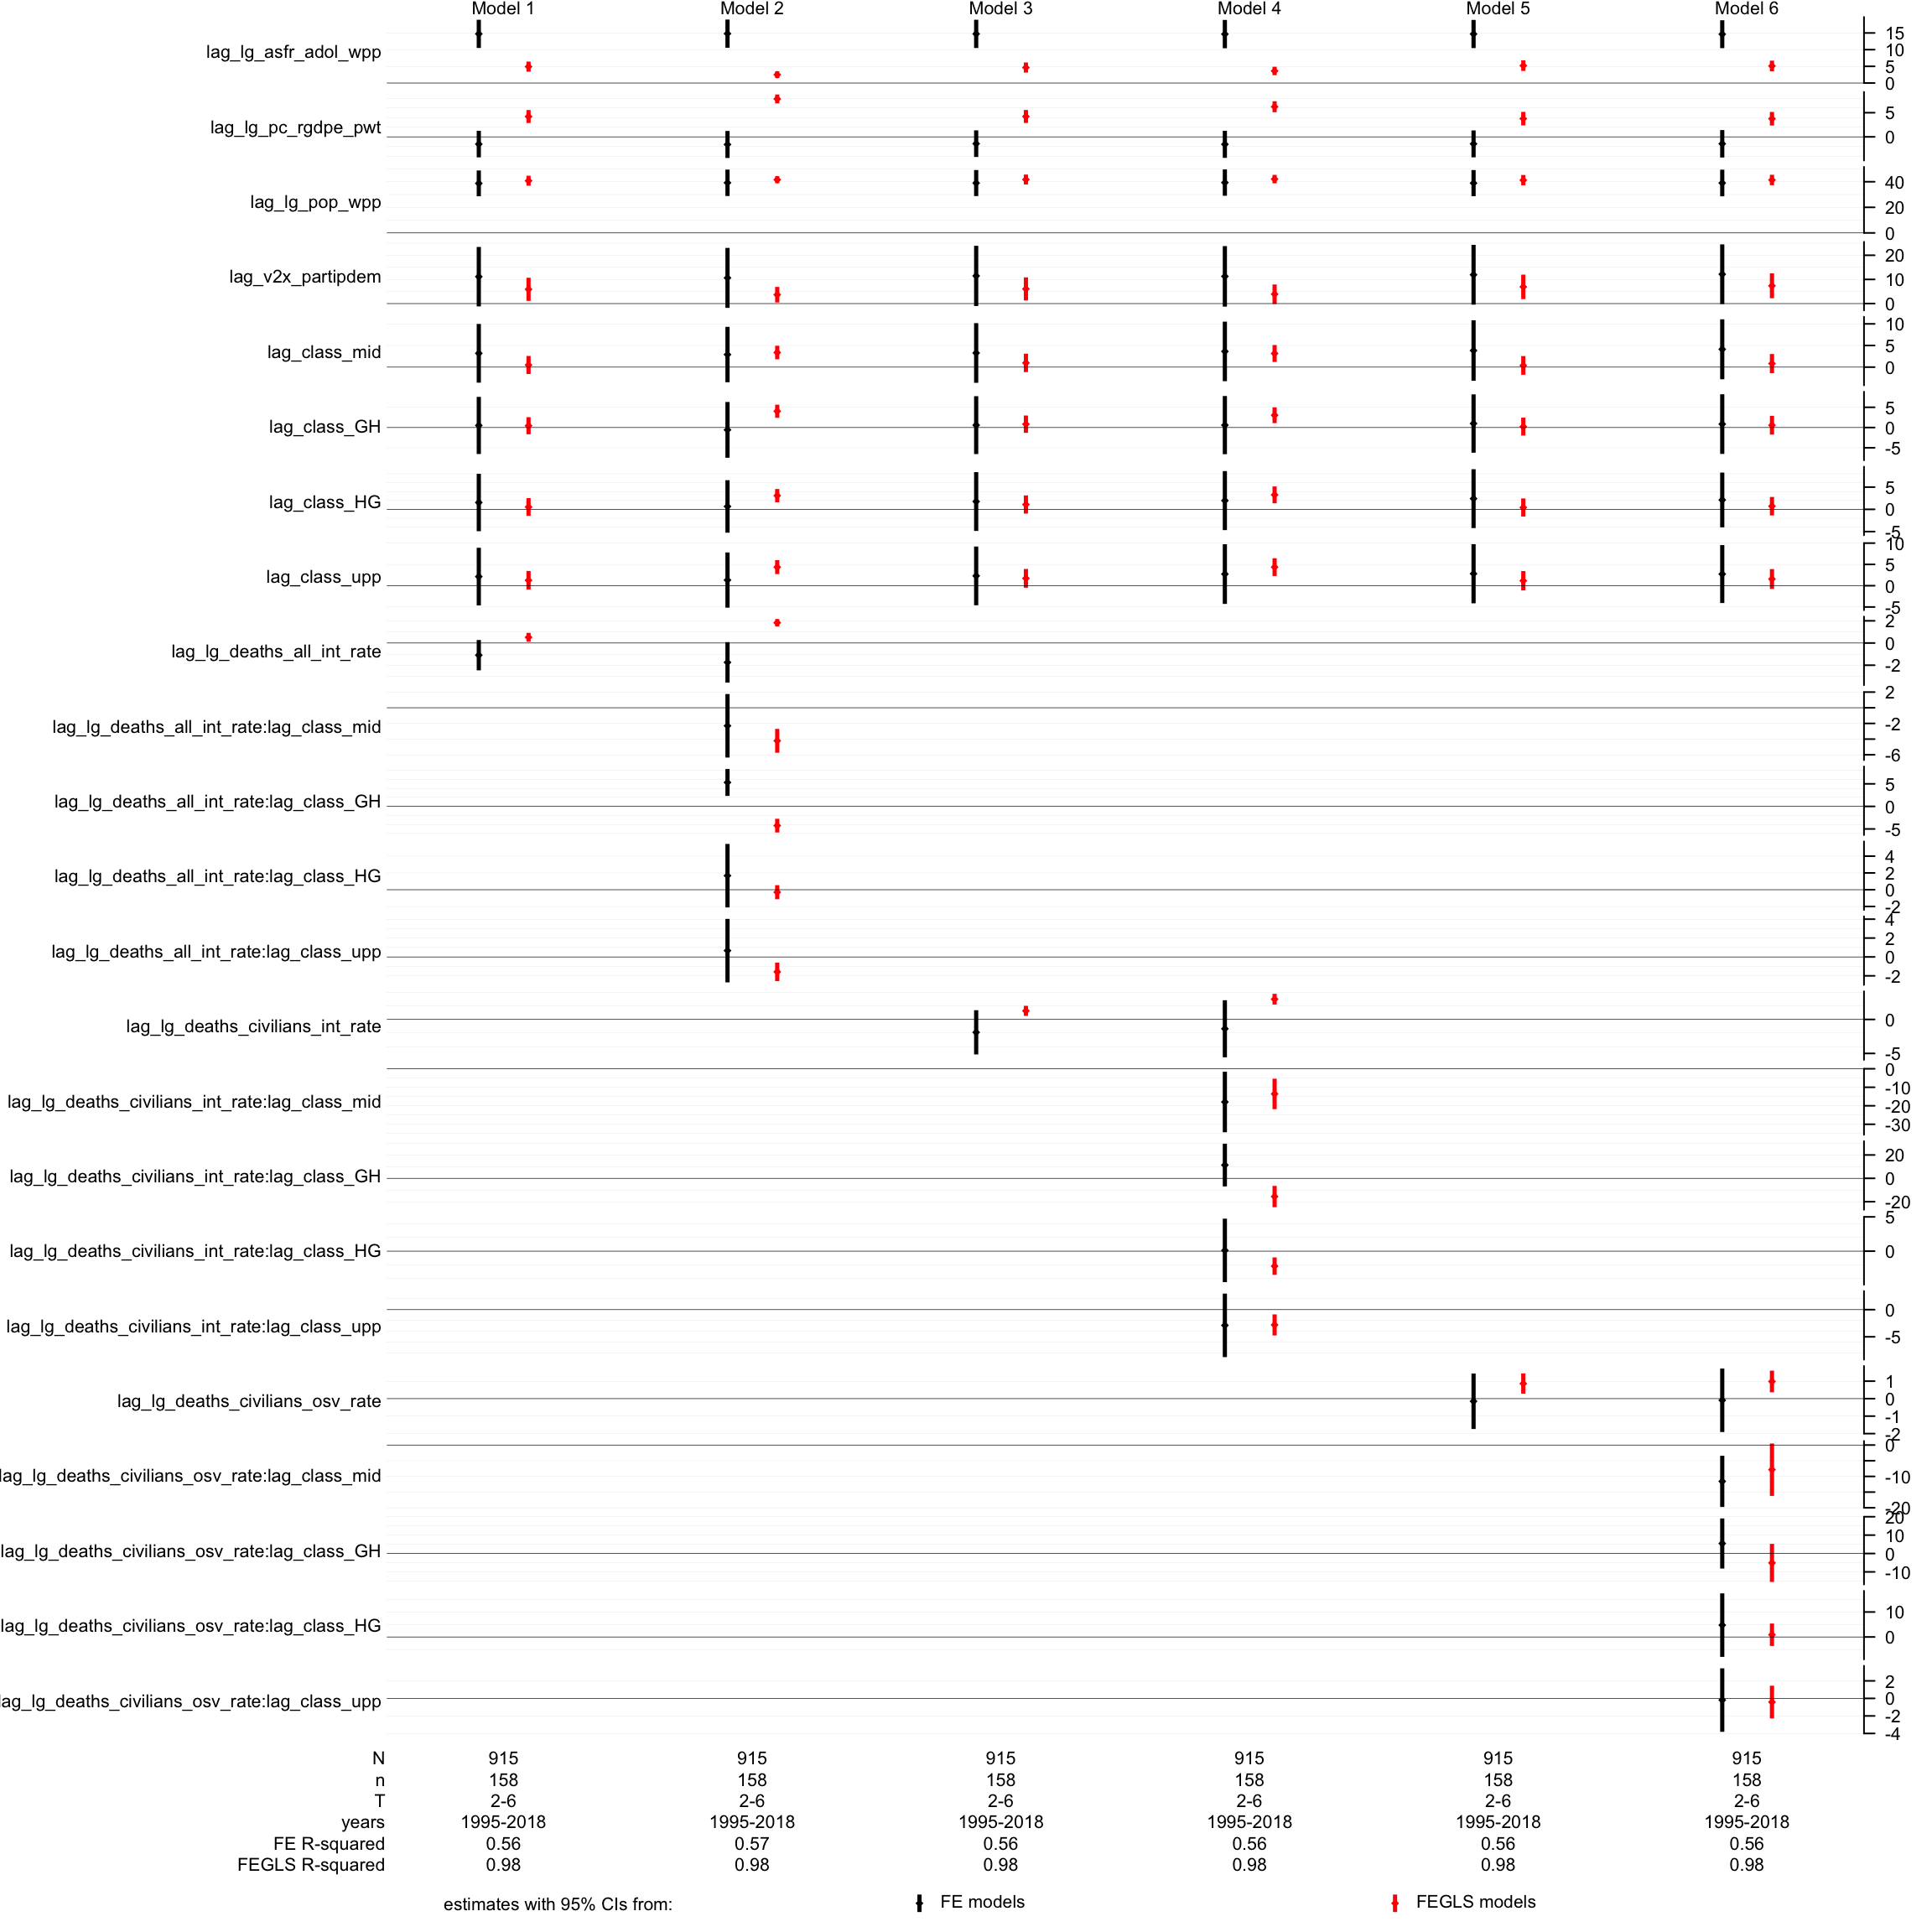 Model 1 Model 2 Model 3 Model 4 Model 5 Model 6
lag_lg_asfr_adol_wpp
15
10
5
0
lag_lg_pc_rgdpe_pwt
5
0
lag_lg_pop_wpp
40
20
0
lag_v2x_partipdem
20
10
0
lag_class_mid
10
5
0
lag_class_GH
5
0
-5
lag_class_HG
5
0
-5
lag_class_upp
10
5
0
-5
lag_lg_deaths_all_int_rate
2
0
-2
lag_lg_deaths_all_int_rate:lag_class_mid
2
-2
-6
lag_lg_deaths_all_int_rate:lag_class_GH
5
0
-5
lag_lg_deaths_all_int_rate:lag_class_HG
4
2
0
-2
lag_lg_deaths_all_int_rate:lag_class_upp
4
2
0
-2
lag_lg_deaths_civilians_int_rate
0
-5
lag_lg_deaths_civilians_int_rate:lag_class_mid
0
-10
-20
-30
lag_lg_deaths_civilians_int_rate:lag_class_GH
20
0
-20
lag_lg_deaths_civilians_int_rate:lag_class_HG
5
0
lag_lg_deaths_civilians_int_rate:lag_class_upp
0
-5
lag_lg_deaths_civilians_osv_rate
1
0
-1
-2
lag_lg_deaths_civilians_osv_rate:lag_class_mid
0
-10
-20
lag_lg_deaths_civilians_osv_rate:lag_class_GH
20
10
0
-10
lag_lg_deaths_civilians_osv_rate:lag_class_HG
10
0
lag_lg_deaths_civilians_osv_rate:lag_class_upp
2
0
-2
-4
N 915 915 915 915 915 915
n 158 158 158 158 158 158
T 2-6 2-6 2-6 2-6 2-6 2-6
years 1995-2018 1995-2018 1995-2018 1995-2018 1995-2018 1995-2018
FE R-squared 0.56 0.57 0.56 0.56 0.56 0.56
FEGLS R-squared 0.98 0.98 0.98 0.98 0.98 0.98
estimates with 95% CIs from: FE models FEGLS models